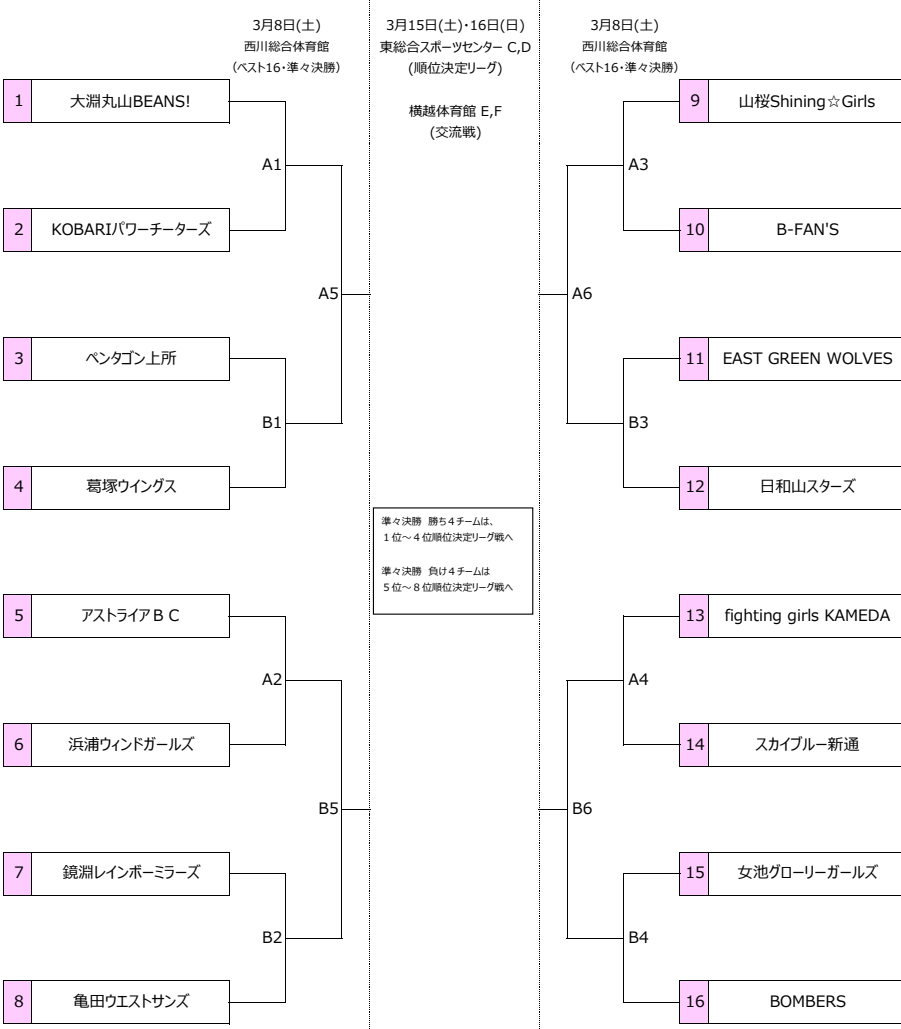 3月8日(土)
西川総合体育館
(ベスト16・準々決勝)
3月15日(土)・16日(日)
東総合スポーツセンター C,D
(順位決定リーグ)
横越体育館 E,F
(交流戦)
3月8日(土)
西川総合体育館
(ベスト16・準々決勝)
1 大淵丸山BEANS!
A1
2 KOBARIパワーチーターズ
A5
3 ペンタゴン上所
B1
4 葛塚ウイングス
5 アストライアBC
A2
6 浜浦ウィンドガールズ
B5
7 鏡淵レインボーミラーズ
B2
8 亀田ウエストサンズ
準々決勝 勝ち4チームは、
1位~4位順位決定リーグ戦へ
準々決勝 負け4チームは
5位~8位順位決定リーグ戦へ
9 山桜Shining☆Girls
A3
10 B-FAN'S
A6
11 EAST GREEN WOLVES
B3
12 日和山スターズ
13 fighting girls KAMEDA
A4
14 スカイブルー新通
B6
15 女池グローリーガールズ
B4
16 BOMBERS